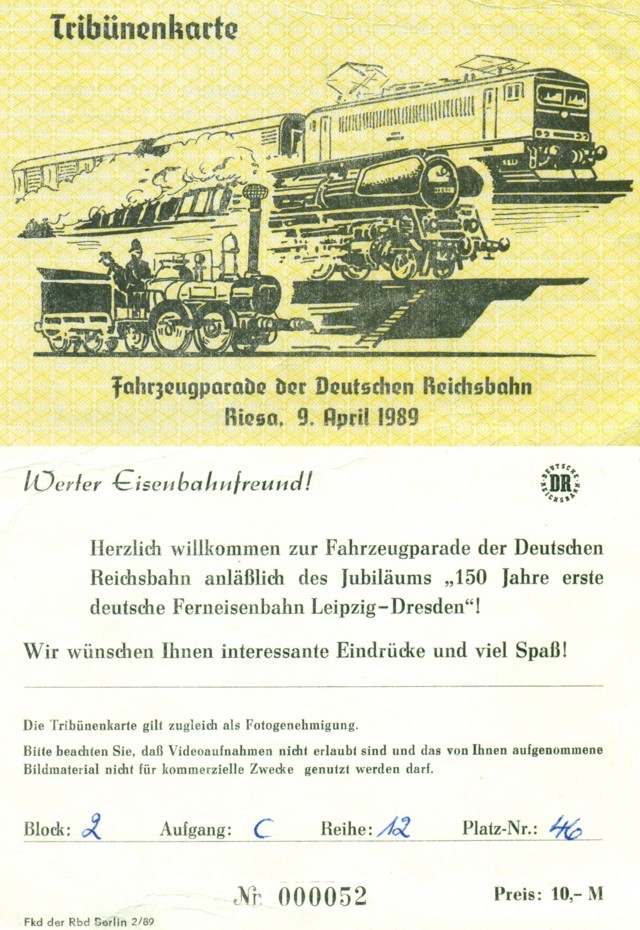 Tribünenkarte
Fahrzeugparade der Deutschen Reichsbahn
Riesa, 9. April 1989
Werter Eisenbahnfreund!
DEUTSCHE
DR
REICHSBAHN
Herzlich willkommen zur Fahrzeugparade der Deutschen
Reichsbahn anläßlich des Jubiläums „150 Jahre erste
deutsche Ferneisenbahn Leipzig-Dresden“!
Wir wünschen Ihnen interessante Eindrücke und viel Spaß!
Die Tribünenkarte gilt zugleich als Fotogenehmigung.
Bitte beachten Sie, daß Videoaufnahmen nicht erlaubt sind und das von Ihnen aufgenommene
Bildmaterial nicht für kommerzielle Zwecke genutzt werden darf.
Block: 2 Aufgang: C Reihe: 12 Platz-Nr.: 46
Nr. 000052 Preis: 10,- M
Fkd der Rbd Berlin 2/89